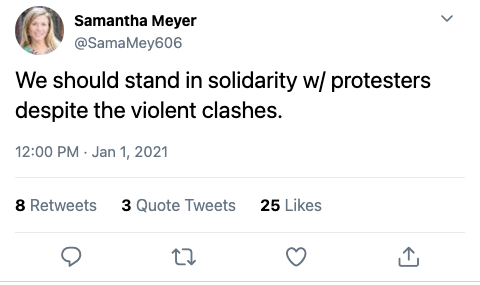 Samantha Meyer
@SamaMey606
We should stand in solidarity w/ protesters
despite the violent clashes.
12:00 PM · Jan 1, 2021
8 Retweets 3 Quote Tweets 25 Likes